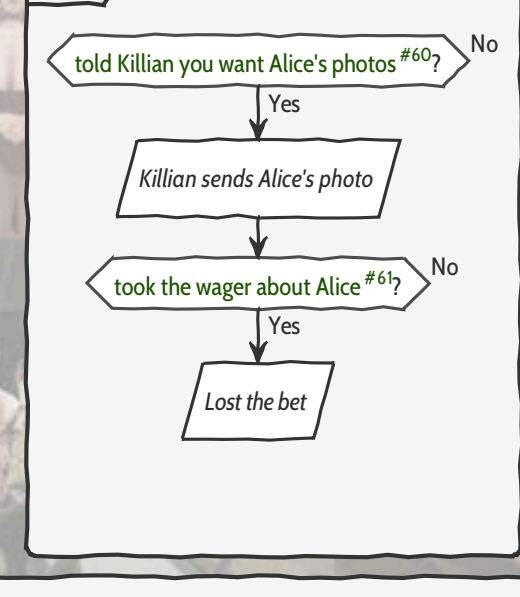 No
told Killian you want Alice's photos #60?
Yes
Killian sends Alice's photo
No
took the wager about Alice #61?
Yes
Lost the bet